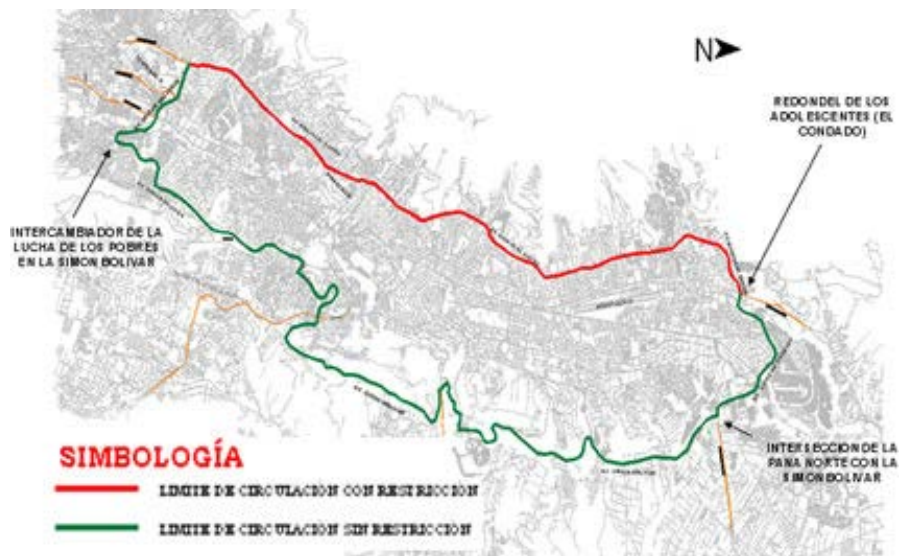 N
REDONDEL DE LOS
ADOLESCENTES (EL
CONDADO)
INTERCAMBIADOR DE LA
LUCHA DE LOS POBRES
EN LA SIMON BOLIVAR
INTERSECCION DE LA
PANA NORTE CON LA
SIMON BOLIVAR
SIMBOLOGÍA
LIMITE DE CIRCULACION CON RESTRICCION
LIMITE DE CIRCULACION SIN RESTRICCION